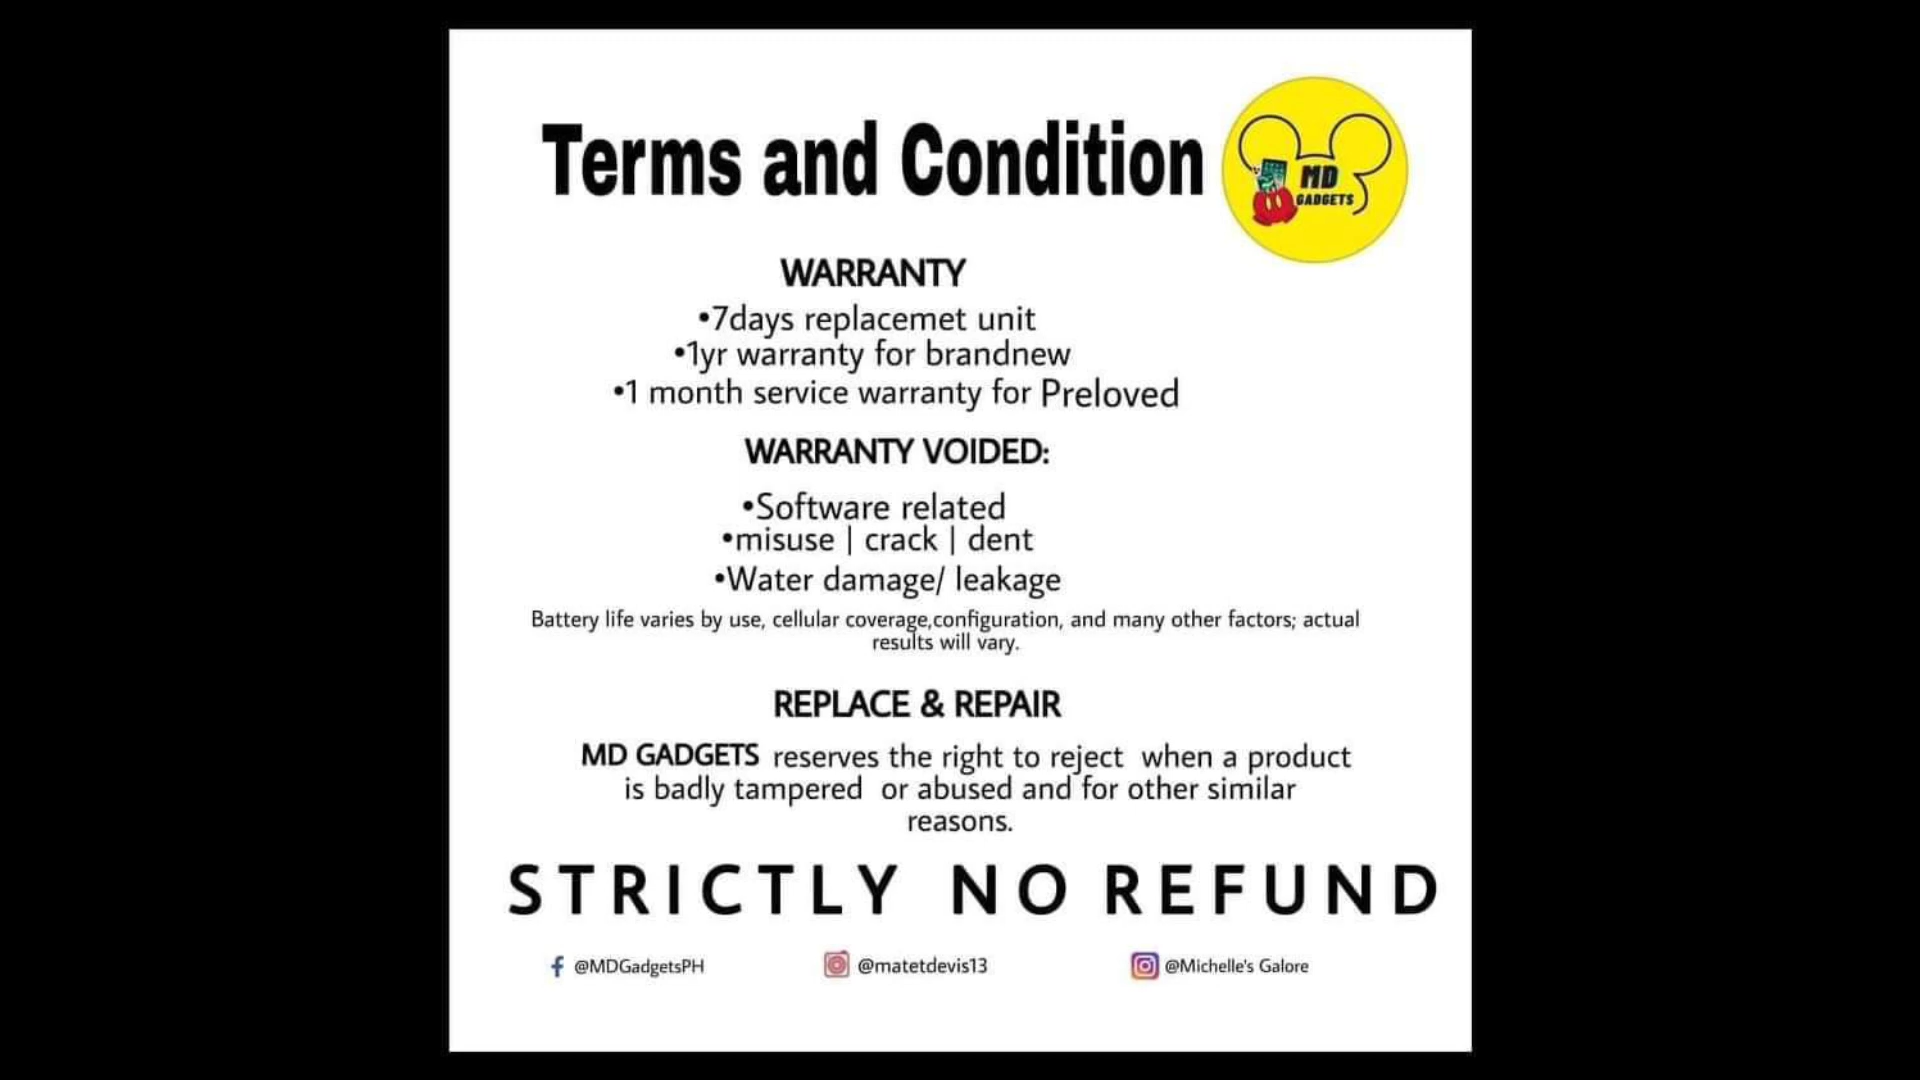 Terms and Condition
MD
GADGETS
WARRANTY
•7days replacemet unit
•1yr warranty for brandnew
•1 month service warranty for Preloved
WARRANTY VOIDED:
•Software related
•misuse | crack | dent
•Water damage/ leakage
Battery life varies by use, cellular coverage,configuration, and many other factors; actual
results will vary.
REPLACE & REPAIR
MD GADGETS reserves the right to reject when a product
is badly tampered or abused and for other similar
reasons.
STRICTLY NO REFUND
@MDGadgetsPH @matetdevis13 @Michelle's Galore